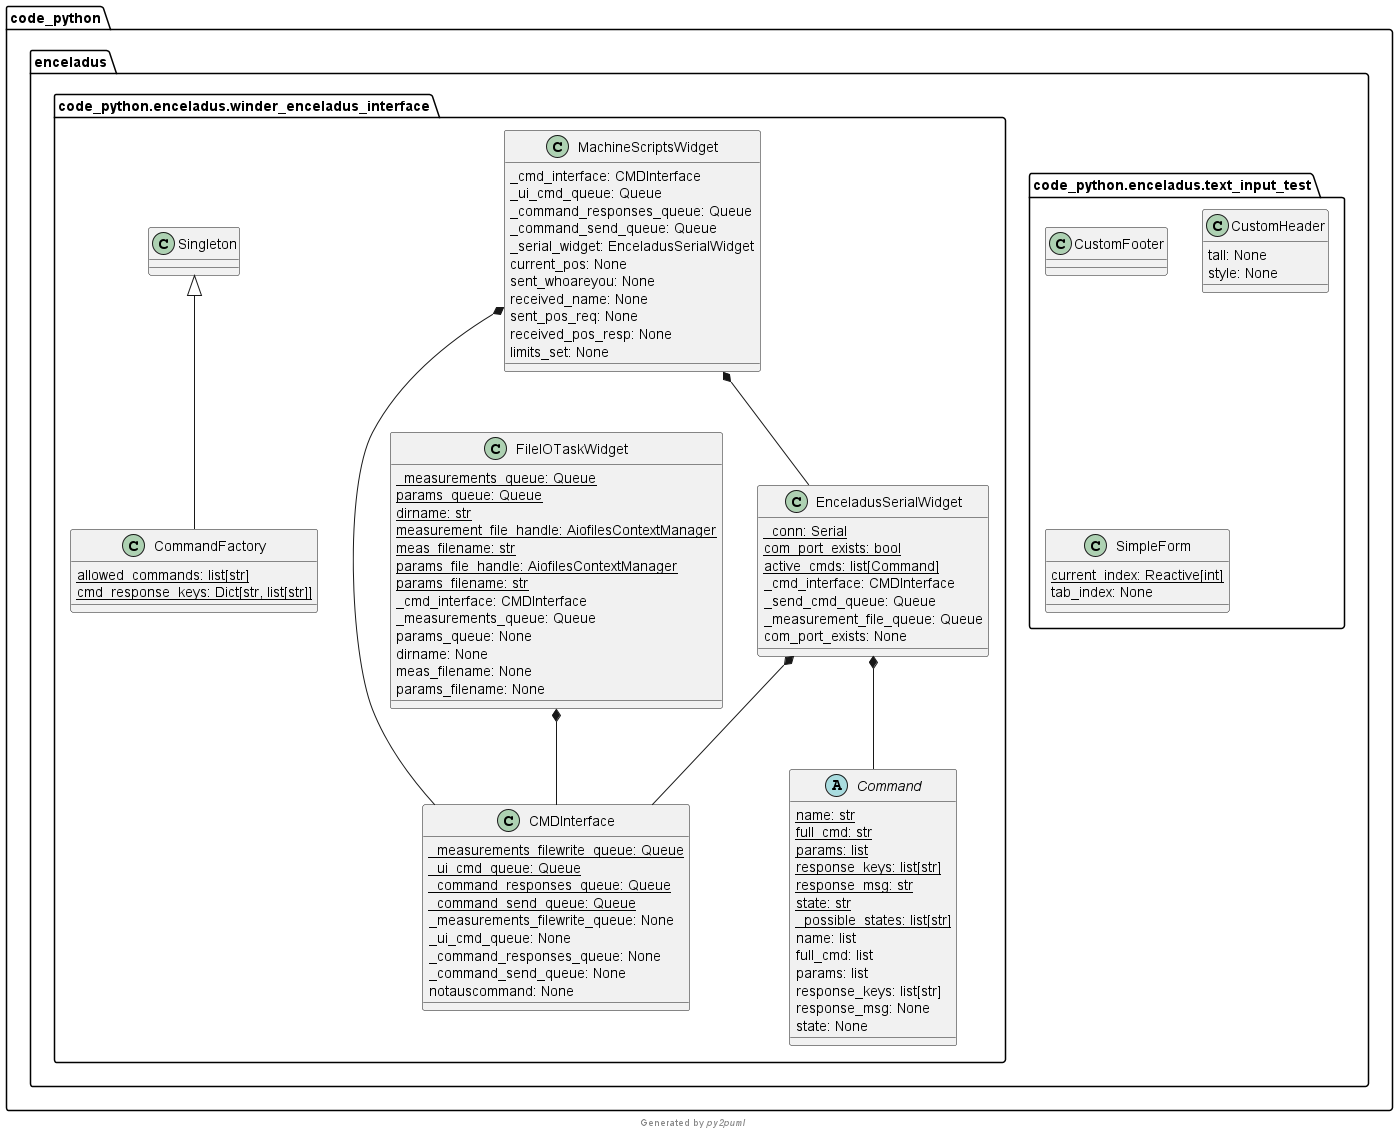 code_python
enceladus
code_python.enceladus.winder_enceladus_interface
C MachineScriptsWidget
_cmd_interface: CMDInterface
_ui_cmd_queue: Queue
_command_responses_queue: Queue
_command_send_queue: Queue
_serial_widget: EnceladusSerialWidget
current_pos: None
sent_whoareyou: None
received_name: None
sent_pos_req: None
received_pos_resp: None
limits_set: None
C Singleton
C FileIOTaskWidget
_measurements_queue: Queue
params_queue: Queue
dirname: str
measurement_file_handle: AiofilesContextManager
meas_filename: str
params_file_handle: AiofilesContextManager
params_filename: str
_cmd_interface: CMDInterface
_measurements_queue: Queue
params_queue: None
dirname: None
meas_filename: None
params_filename: None
C EnceladusSerialWidget
_conn: Serial
com_port_exists: bool
active_cmds: list[Command]
_cmd_interface: CMDInterface
_send_cmd_queue: Queue
_measurement_file_queue: Queue
com_port_exists: None
C CommandFactory
allowed_commands: list[str]
cmd_response_keys: Dict[str, list[str]]
C CMDInterface
_measurements_filewrite_queue: Queue
_ui_cmd_queue: Queue
_command_responses_queue: Queue
_command_send_queue: Queue
_measurements_filewrite_queue: None
_ui_cmd_queue: None
_command_responses_queue: None
_command_send_queue: None
notauscommand: None
A Command
name: str
full_cmd: str
params: list
response_keys: list[str]
response_msg: str
state: str
_possible_states: list[str]
name: list
full_cmd: list
params: list
response_keys: list[str]
response_msg: None
state: None
code_python.enceladus.text_input_test
C CustomFooter
C CustomHeader
tall: None
style: None
C SimpleForm
current_index: Reactive[int]
tab_index: None
Generated by py2puml